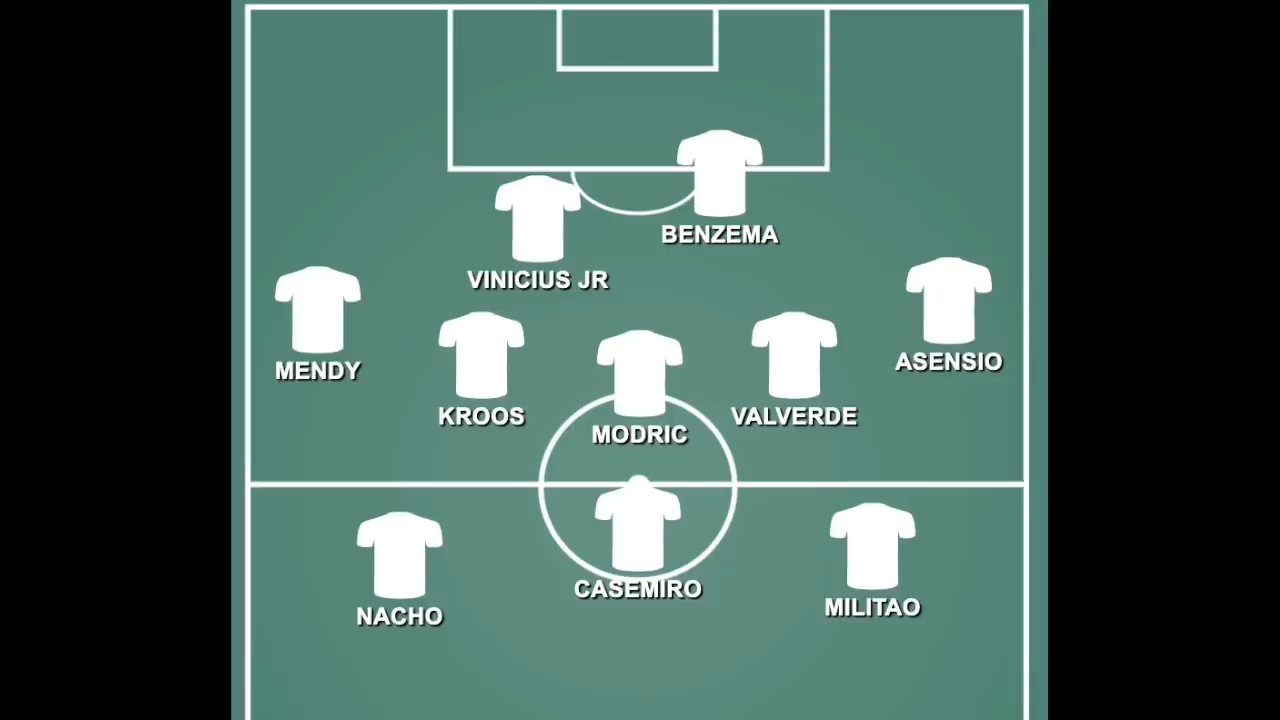 BENZEMA
VINICIUS JR
MENDY
ASENSIO
KROOS
MODRIC
VALVERDE
CASEMIRO
NACHO
MILITAO